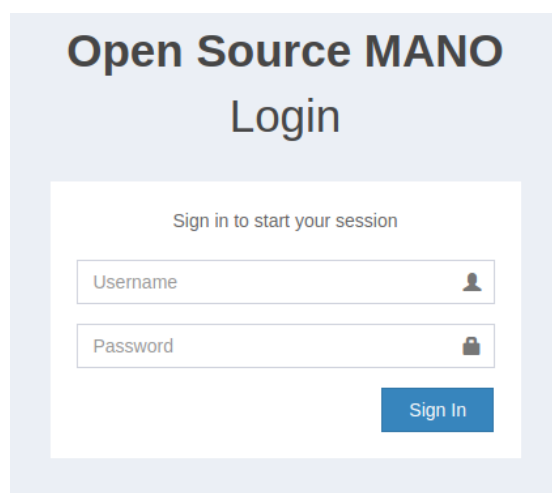 Open Source MANO
Login
Sign in to start your session
Username
Password
Sign In